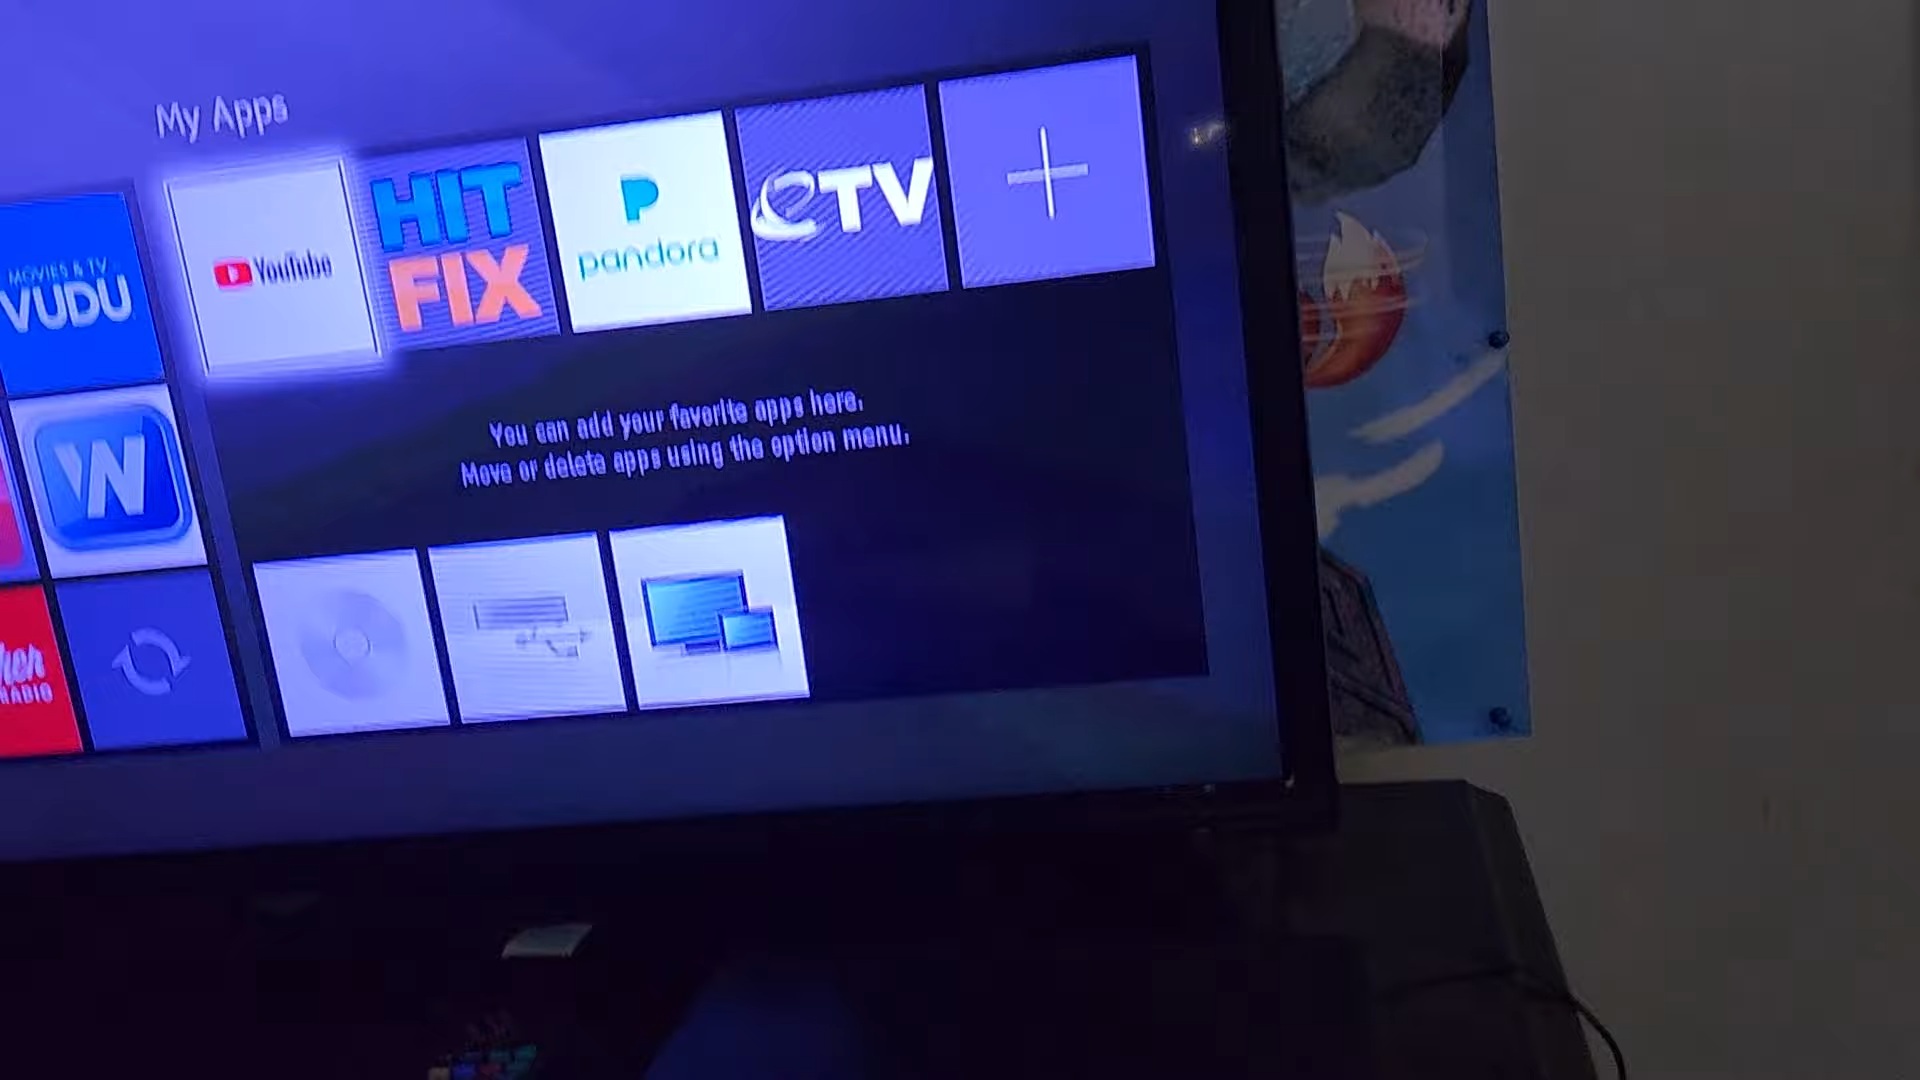 My Apps
MOVIES & TV
VUDU
YouTube
HIT
FIX
P
pandora
eTV
W
You can add your favorite apps here.
Move or delete apps using the option menu.
RADIO